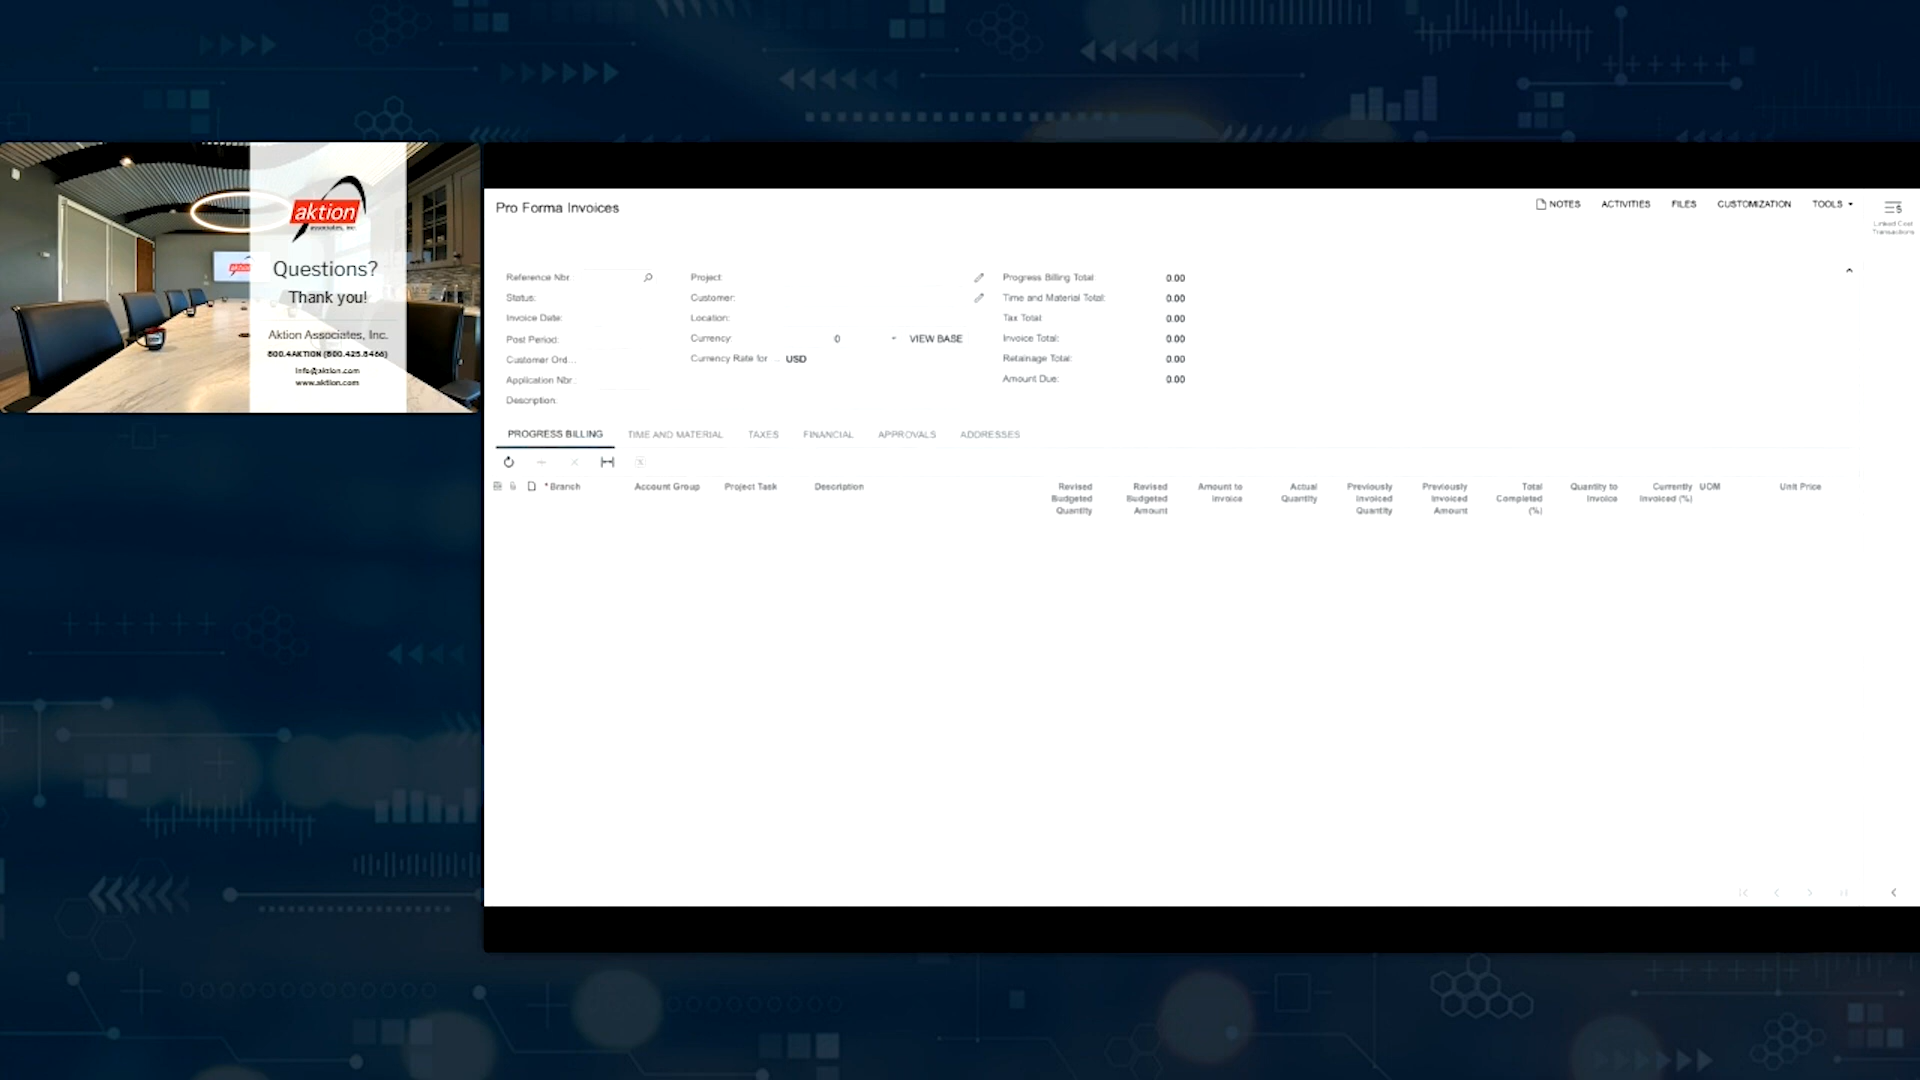 aktion
associates, inc.
Questions?
Thank you!
Aktion Associates, Inc.
800.4AKTION (800.425.8466)
info@aktion.com
www.aktion.com
Pro Forma Invoices
NOTES ACTIVITIES FILES CUSTOMIZATION TOOLS
Linked Cost
Transactions
Reference Nbr. Project: Progress Billing Total: 0.00
Status: Customer: Time and Material Total: 0.00
Invoice Date: Location: Tax Total: 0.00
Post Period: Currency: 0 VIEW BASE Invoice Total: 0.00
Customer Ord... Currency Rate for ... USD Retainage Total: 0.00
Application Nbr.: Amount Due: 0.00
Description:
PROGRESS BILLING TIME AND MATERIAL TAXES FINANCIAL APPROVALS ADDRESSES
* Branch Account Group Project Task Description Revised Revised Amount to Actual Previously Previously Total Quantity to Currently UOM Unit Price
Budgeted Budgeted Invoice Quantity Invoiced Invoiced Completed Invoice Invoiced (%)
Quantity Amount Quantity Amount (%)